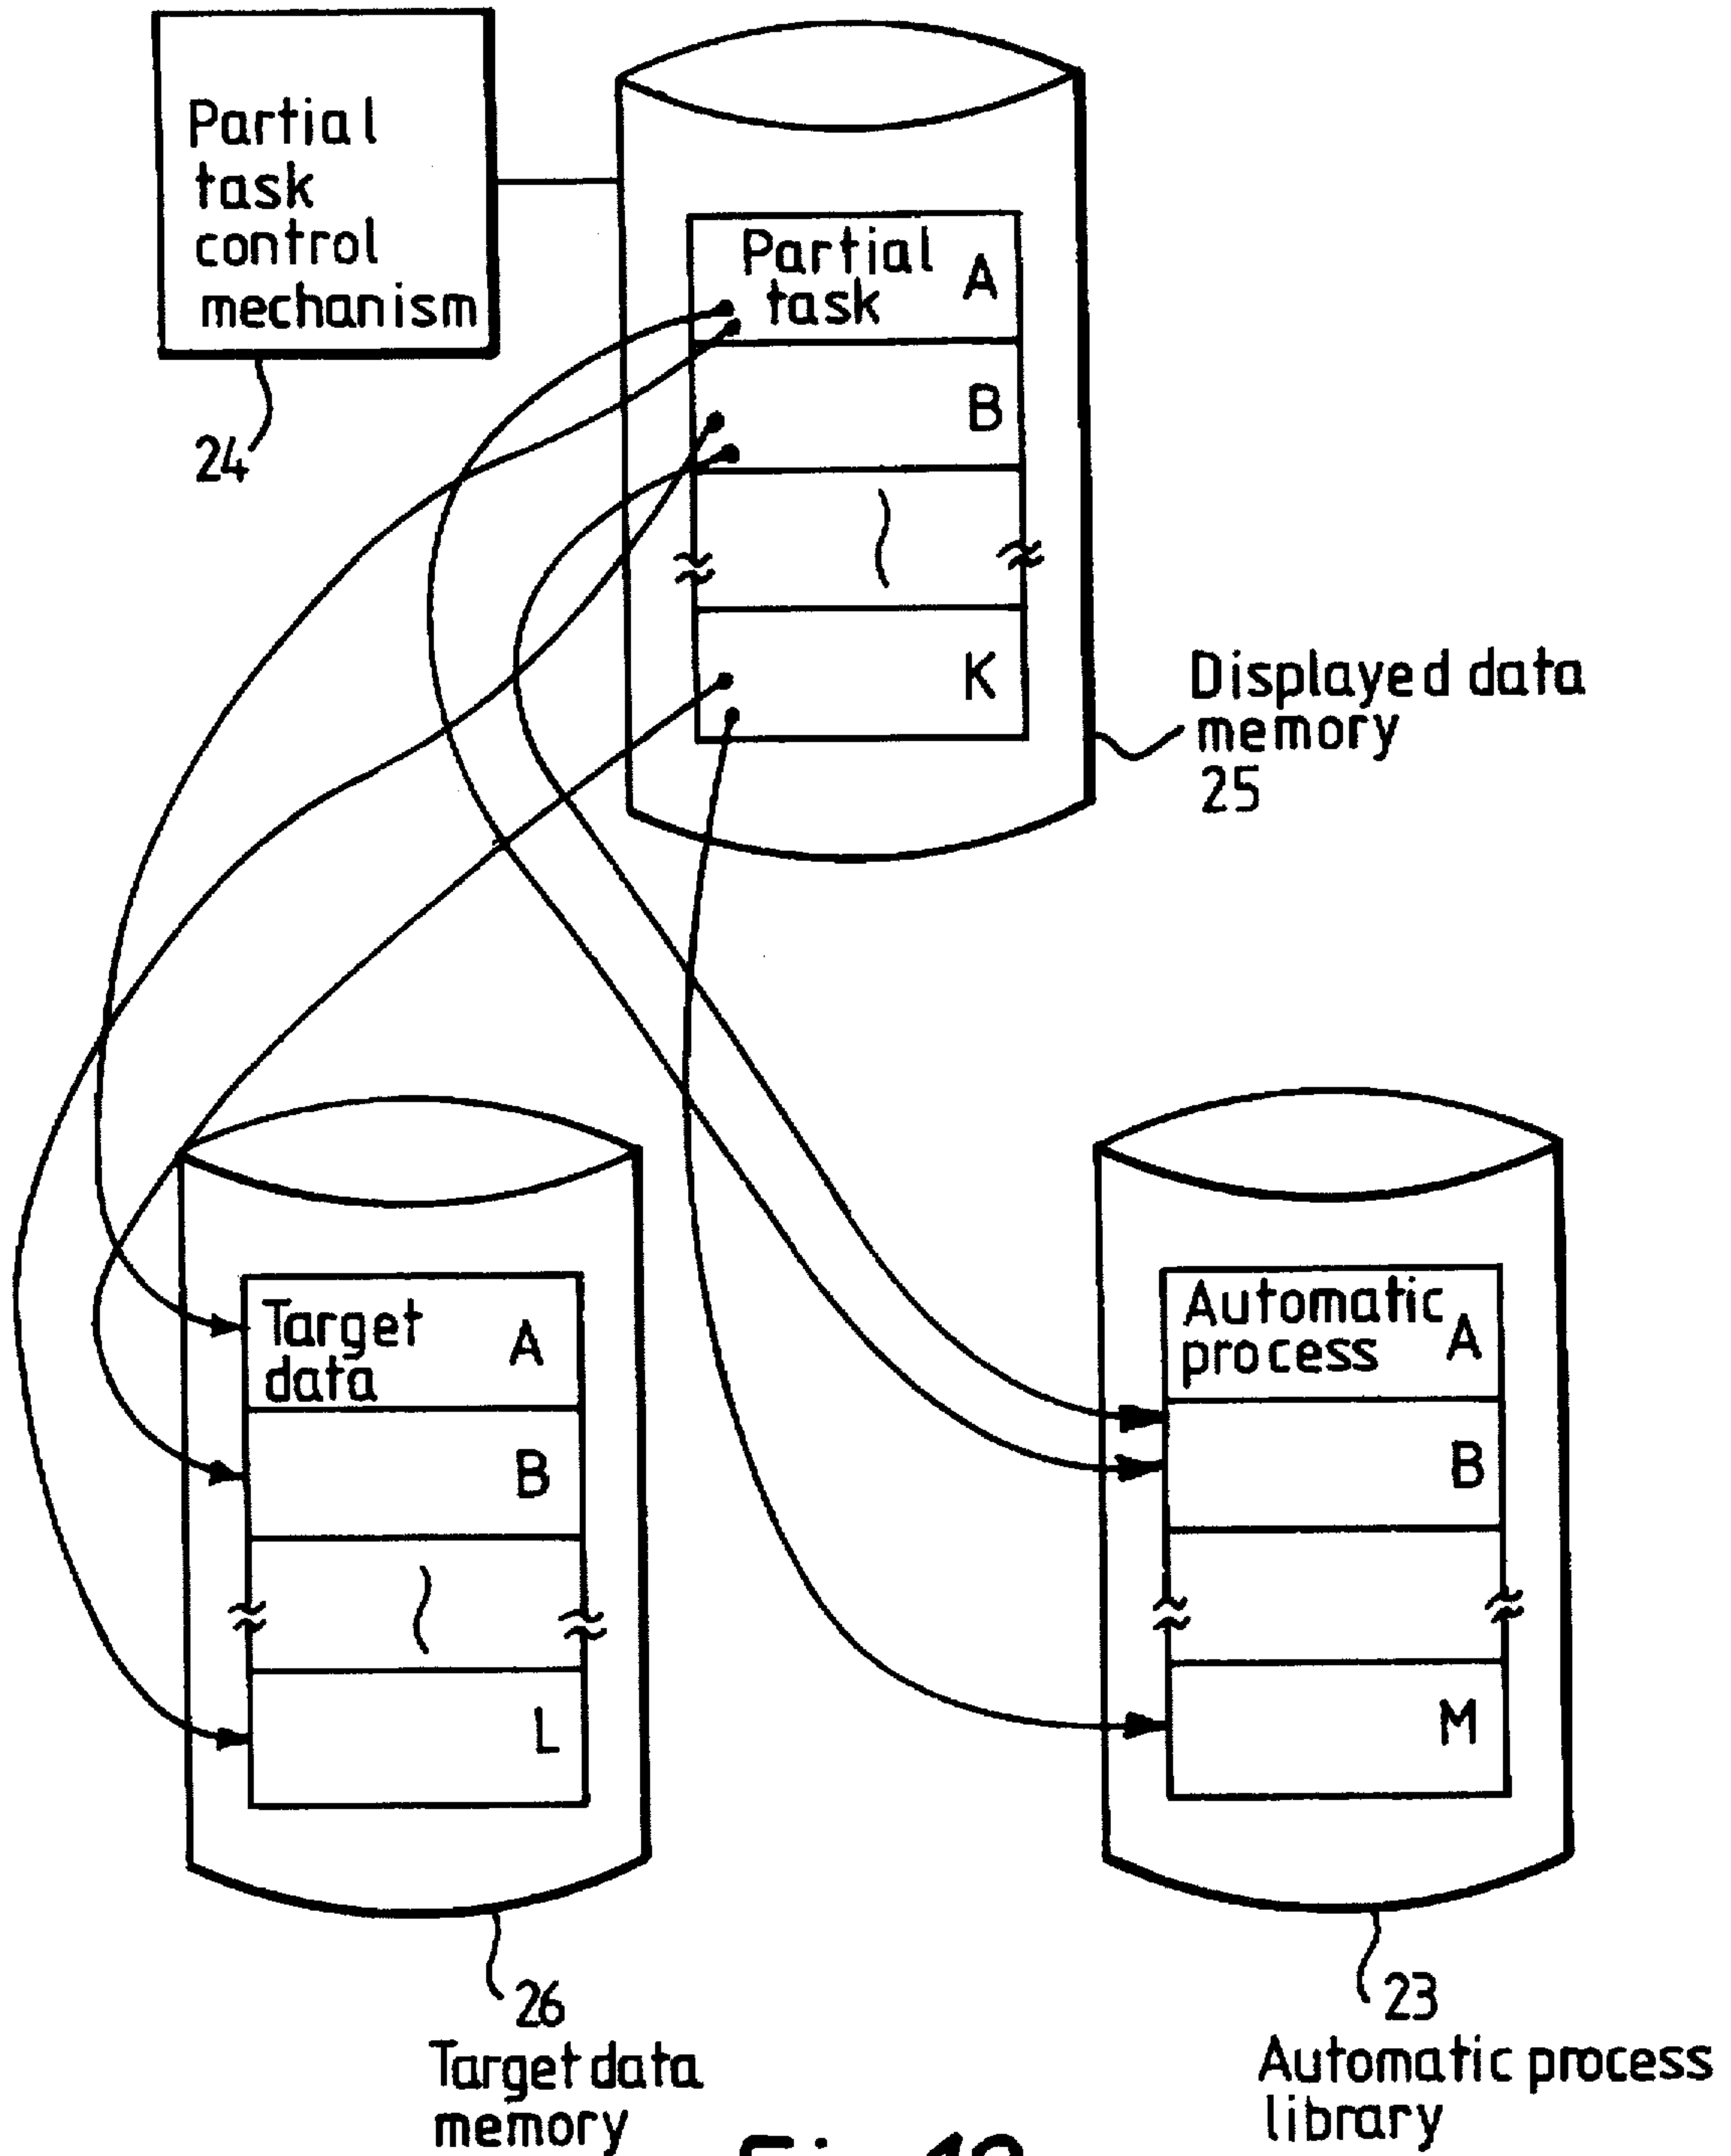 Partial
task
control
mechanism
24
Partial
task
A
B
K
Displayed data
memory
25
Target
data
A
B
L
Automatic
process
A
B
M
26
Target data
memory
23
Automatic process
library